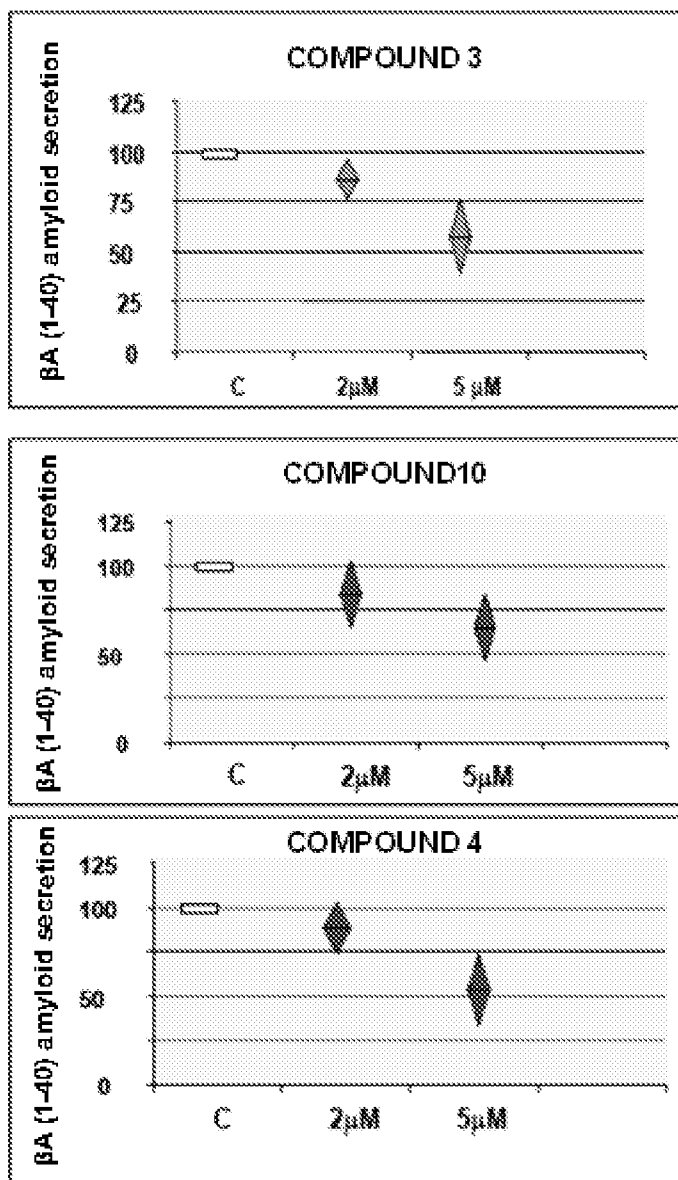 COMPOUND 3
βA (1-40) amyloid secretion
125
100
75
50
25
0
C 2μM 5 μM
COMPOUND10
βA (1-40) amyloid secretion
125
100
50
0
C 2μM 5μM
COMPOUND 4
βA (1-40) amyloid secretion
125
100
50
0
C 2μM 5μM